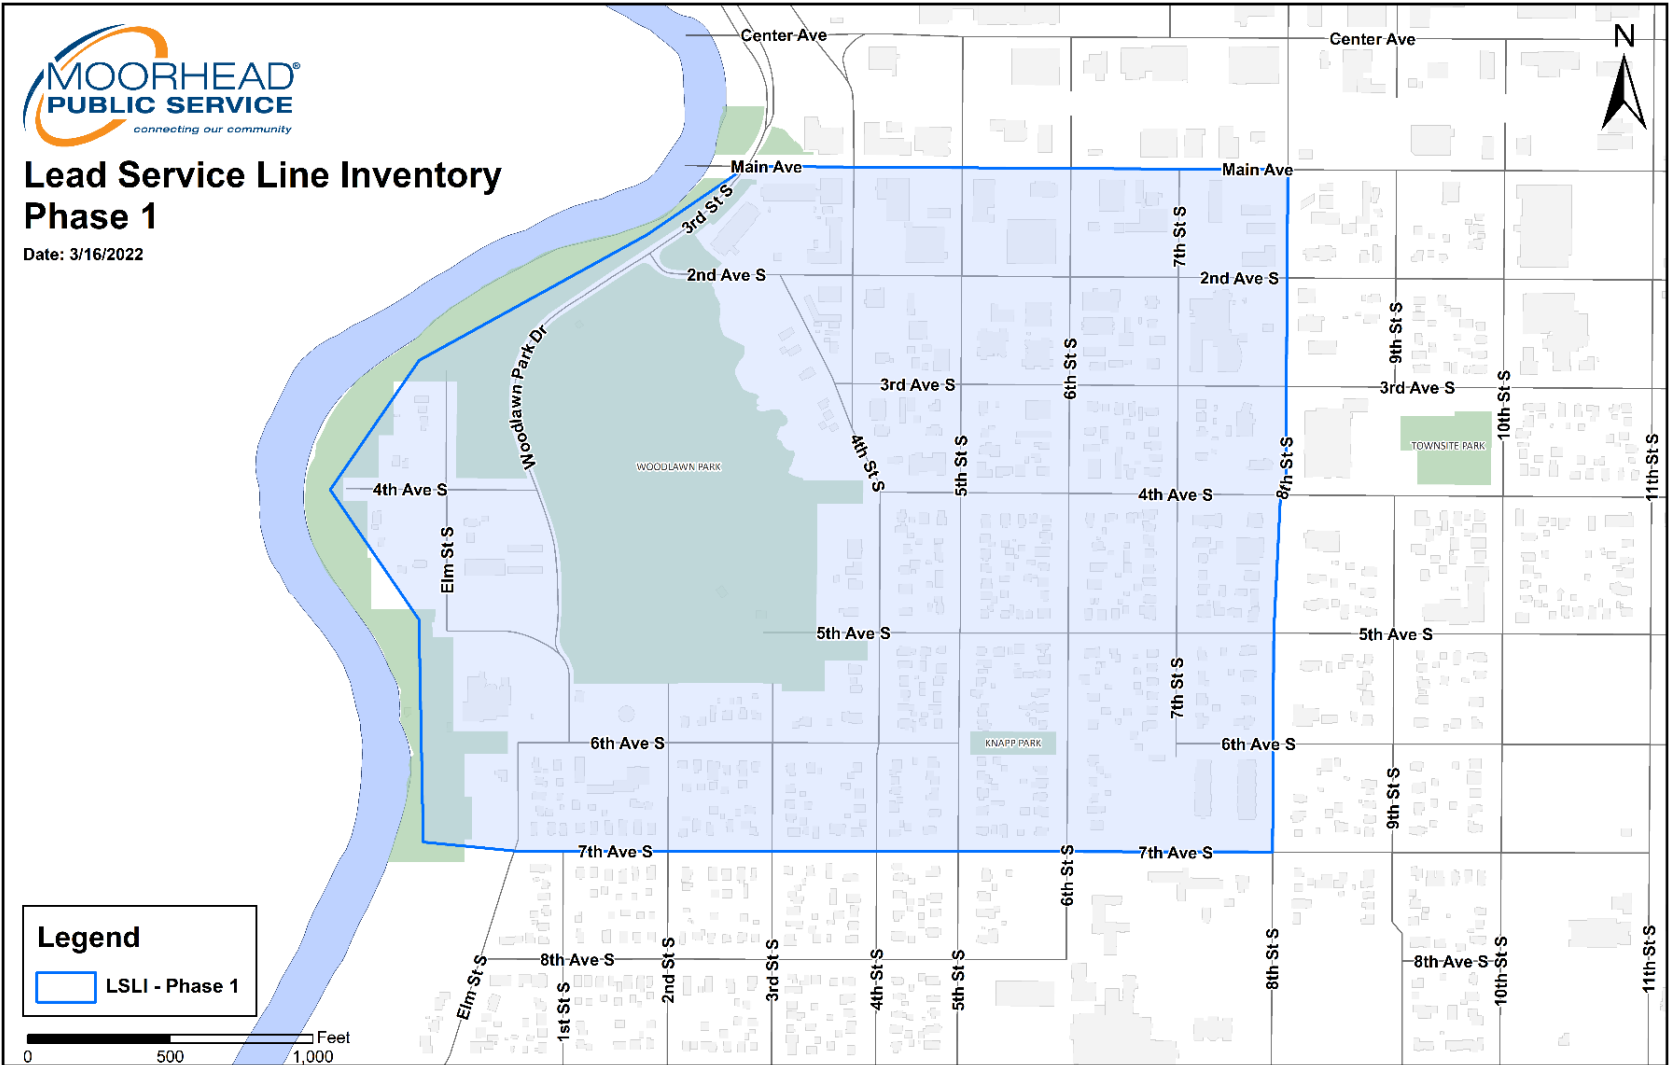 MOORHEAD®
PUBLIC SERVICE
connecting our community
Lead Service Line Inventory
Phase 1
Date: 3/16/2022
N
Center Ave
Center Ave
Main Ave
Main Ave
3rd St S
7th St S
2nd Ave S
2nd Ave S
Woodlawn Park Dr
9th St S
6th St S
3rd Ave S
3rd Ave S
10th St S
TOWNSITE PARK
WOODLAWN PARK
4th St S
5th St S
8th St S
11th St S
4th Ave S
4th Ave S
Elm St S
5th Ave S
5th Ave S
7th St S
6th Ave S
KNAPP PARK
6th Ave S
9th St S
7th Ave S
7th Ave S
6th St S
8th Ave S
8th Ave S
Elm St S
1st St S
2nd St S
3rd St S
4th St S
5th St S
8th St S
10th St S
11th St S
Legend
LSLI - Phase 1
Feet
0 500 1,000